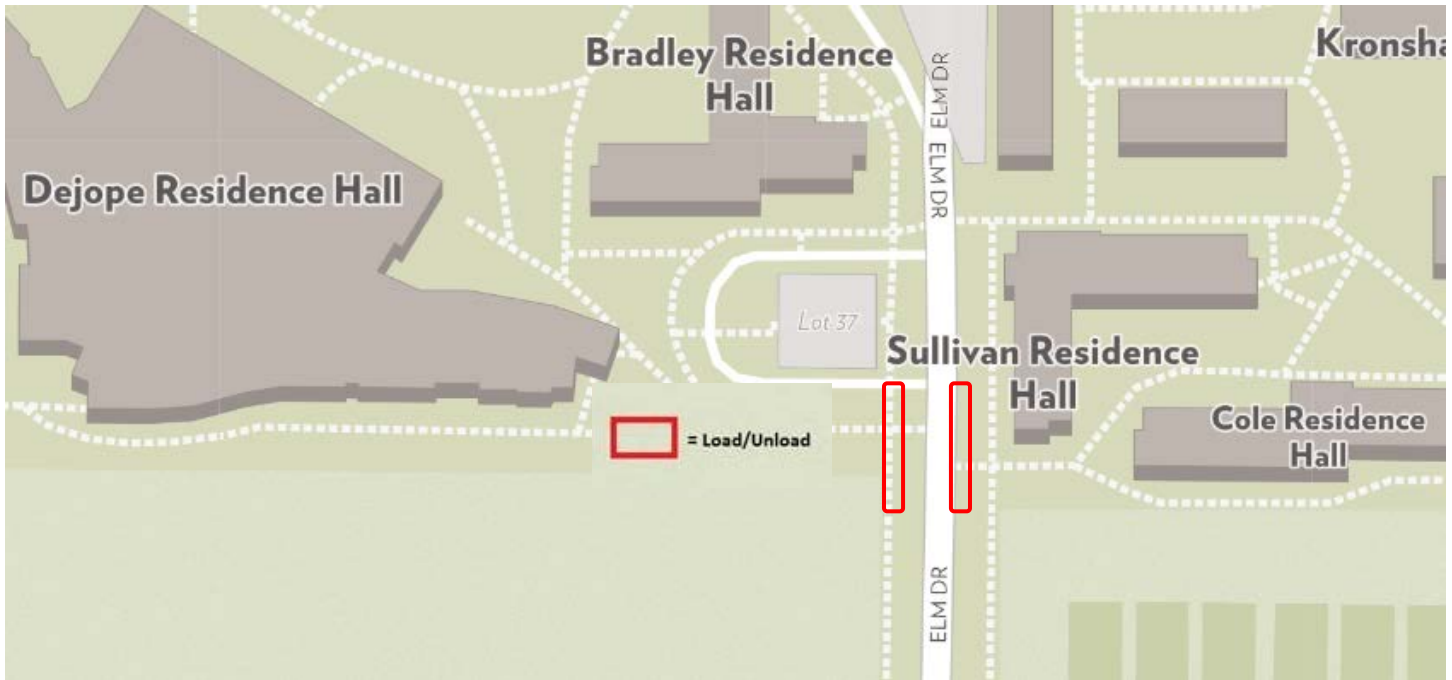 Bradley Residence
Hall
Kronsha
ELM DR
ELM DR
Dejope Residence Hall
Lot 37
Sullivan Residence
Hall
Cole Residence
Hall
= Load/Unload
ELM DR